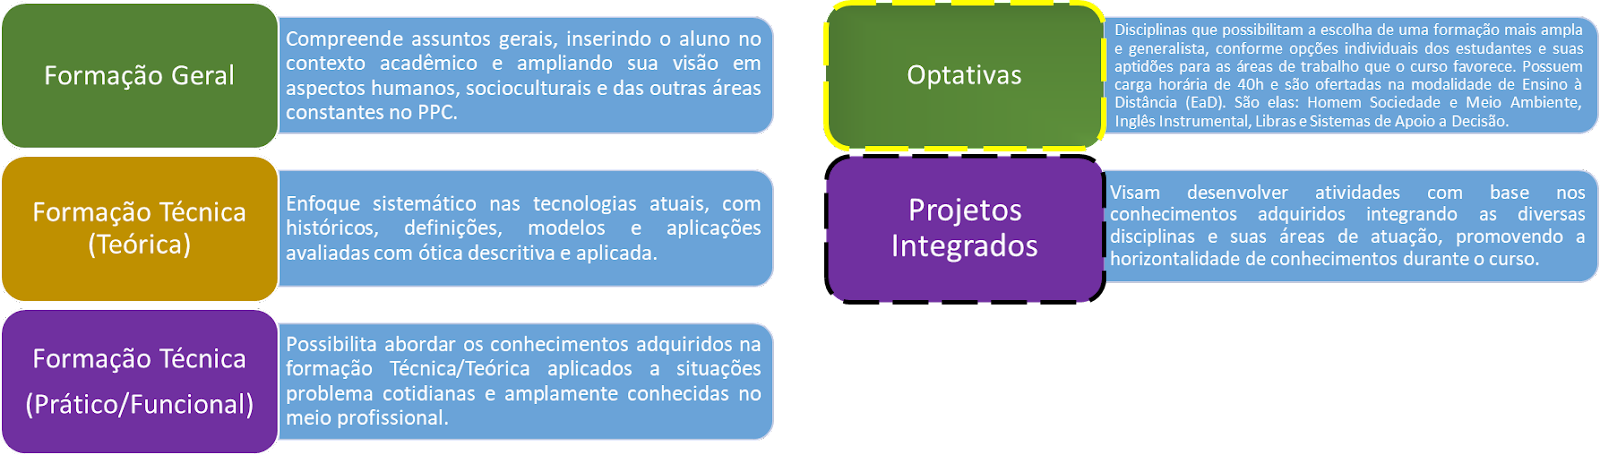 Formação Geral
Compreende assuntos gerais, inserindo o aluno no
contexto acadêmico e ampliando sua visão em
aspectos humanos, socioculturais e das outras áreas
constantes no PPC.
Formação Técnica
(Teórica)
Enfoque sistemático nas tecnologias atuais, com
históricos, definições, modelos e aplicações
avaliadas com ótica descritiva e aplicada.
Formação Técnica
(Prático/Funcional)
Possibilita abordar os conhecimentos adquiridos na
formação Técnica/Teórica aplicados a situações
problema cotidianas e amplamente conhecidas no
meio profissional.
Optativas
Disciplinas que possibilitam a escolha de uma formação mais ampla
e generalista, conforme opções individuais dos estudantes e suas
aptidões para as áreas de trabalho que o curso favorece. Possuem
carga horária de 40h e são ofertadas na modalidade de Ensino à
Distância (EaD). São elas: Homem Sociedade e Meio Ambiente,
Inglês Instrumental, Libras e Sistemas de Apoio a Decisão.
Projetos
Integrados
Visam desenvolver atividades com base nos
conhecimentos adquiridos integrando as diversas
disciplinas e suas áreas de atuação, promovendo a
horizontalidade de conhecimentos durante o curso.